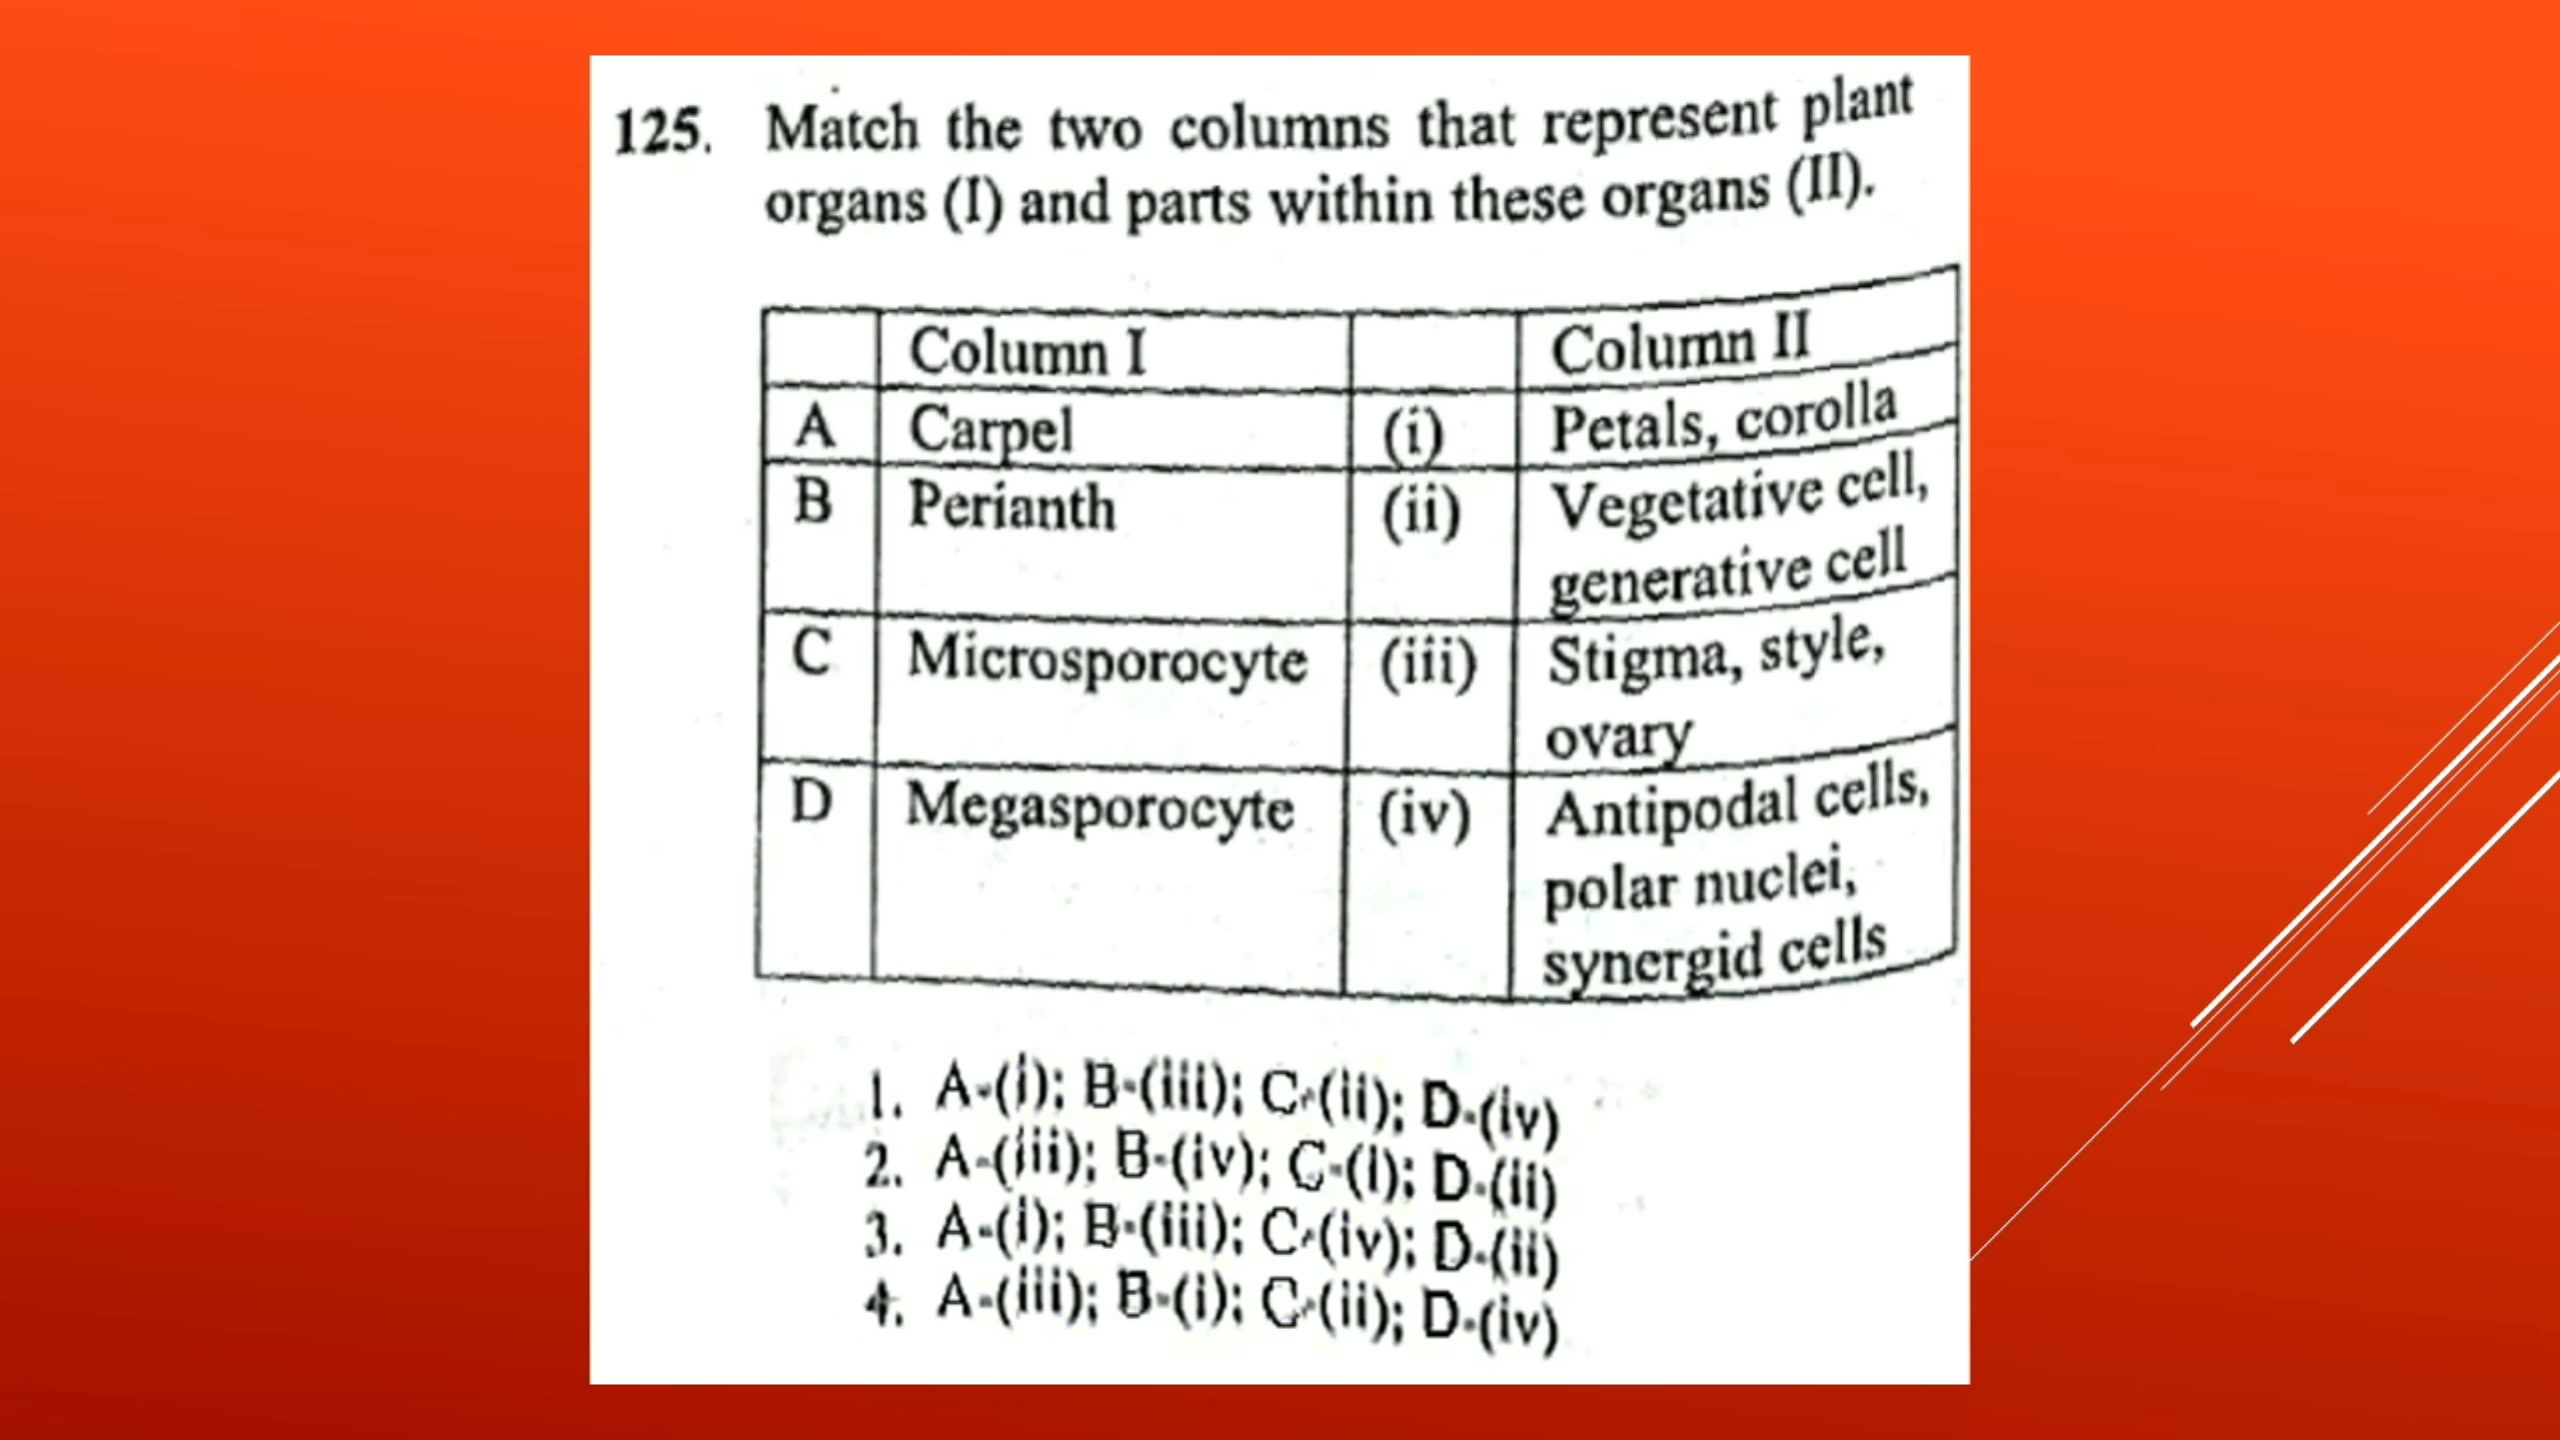 125. Match the two columns that represent plant
organs (I) and parts within these organs (II).
Column I Column II
A Carpel (i) Petals, corolla
B Perianth (ii) Vegetative cell,
generative cell
C Microsporocyte (iii) Stigma, style,
ovary
D Megasporocyte (iv) Antipodal cells,
polar nuclei,
synergid cells
1. A-(i); B-(iii); C-(ii); D-(iv)
2. A-(iii); B-(iv); C-(i); D-(ii)
3. A-(i); B-(iii); C-(iv); D-(ii)
4. A-(iii); B-(i); C-(ii); D-(iv)